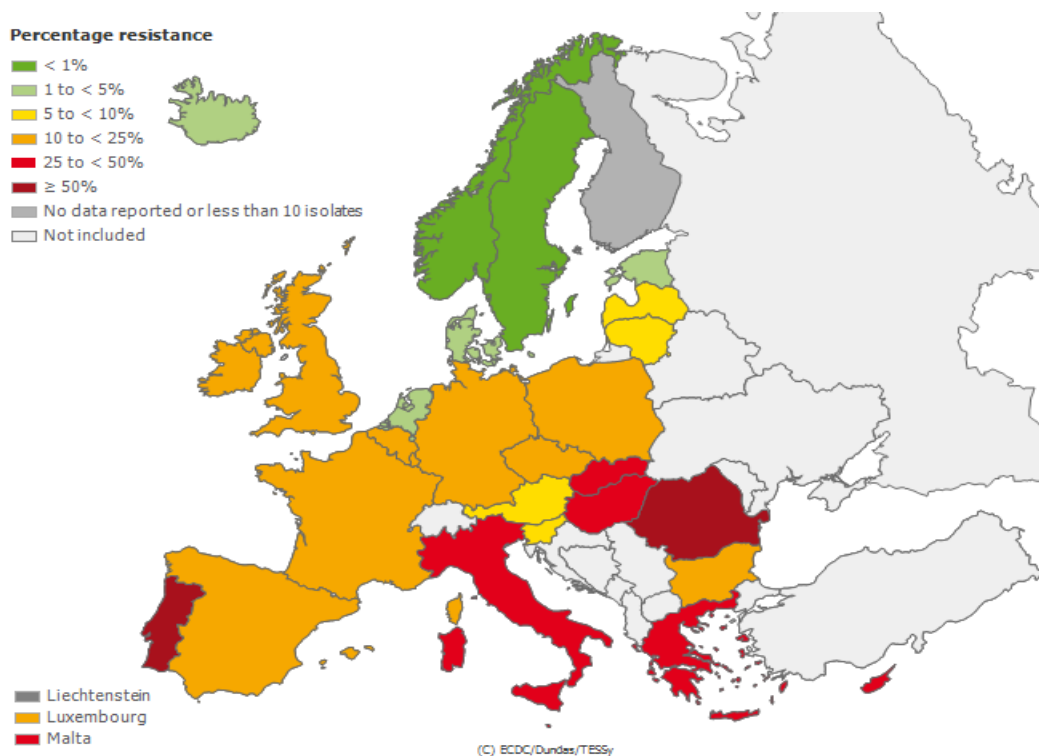 Percentage resistance
< 1%
1 to < 5%
5 to < 10%
10 to < 25%
25 to < 50%
≥ 50%
No data reported or less than 10 isolates
Not included
Liechtenstein
Luxembourg
Malta
(C) ECDC/Dundas/TESSy